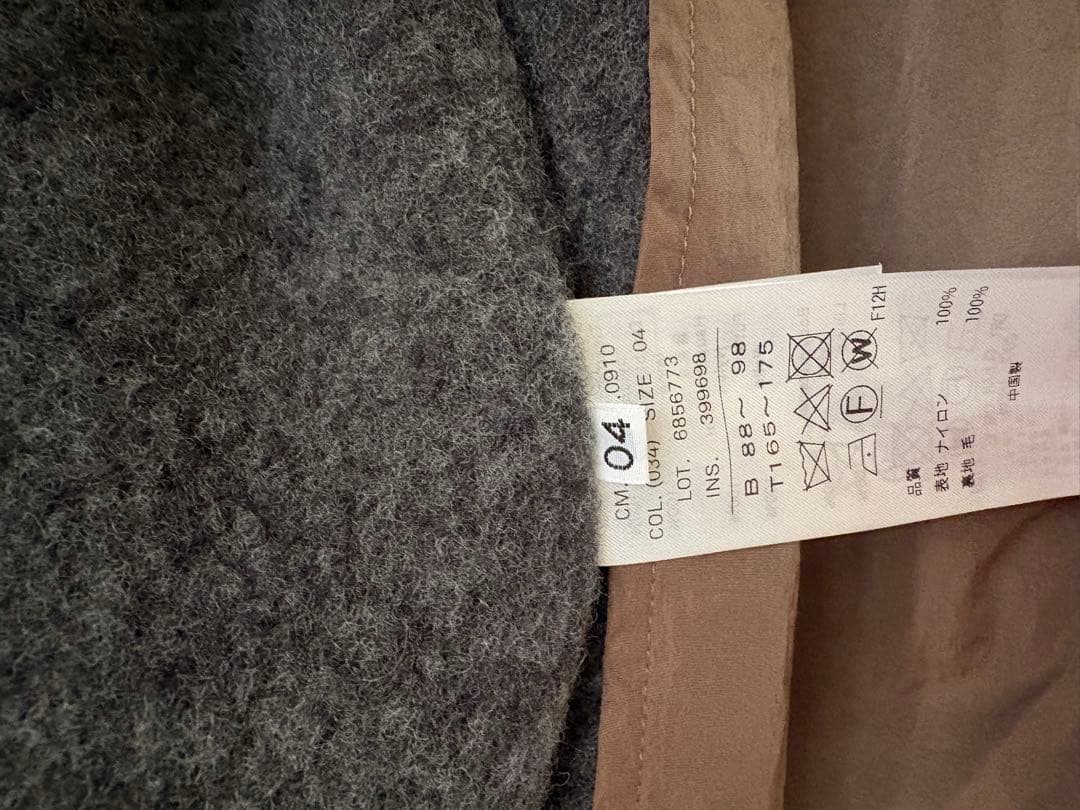 CM. .0910
04
COL. (034) SIZE 04
LOT. 6856773
INS. 399698
B 88~ 98
T165~175
W
F
F12H
品質
表地 ナイロン 100%
裏地 毛 100%
中国製